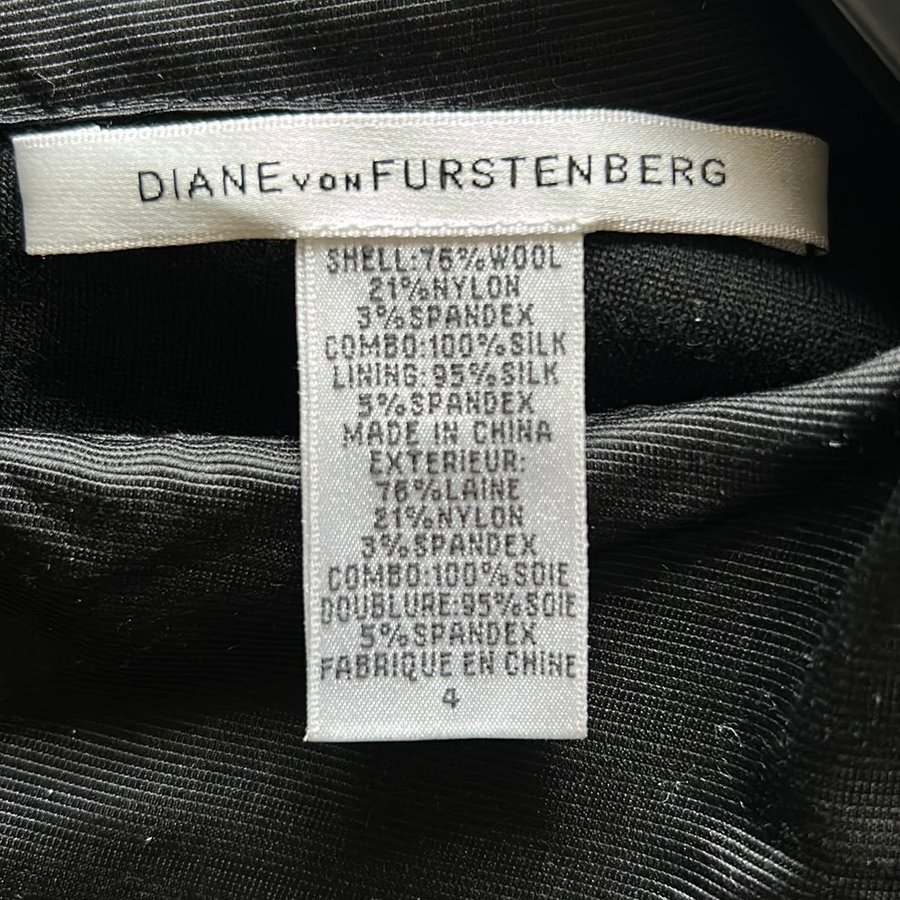 DIANE VON FURSTENBERG
SHELL:76%WOOL
21%NYLON
3%SPANDEX
COMBO:100%SILK
LINING:95%SILK
5%SPANDEX
MADE IN CHINA
EXTERIEUR:
76%LAINE
21%NYLON
3%SPANDEX
COMBO:100%SOIE
DOUBLURE:95%SOIE
5%SPANDEX
FABRIQUE EN CHINE
4